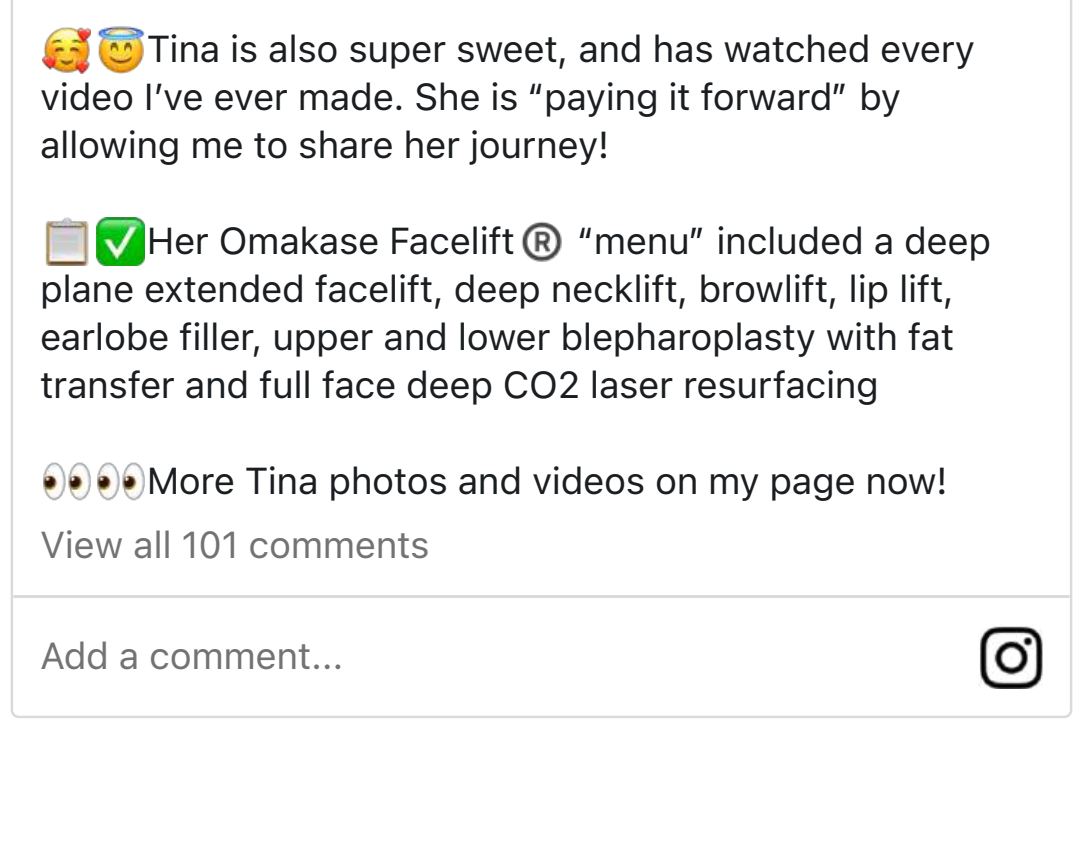 🥰😇Tina is also super sweet, and has watched every
video I’ve ever made. She is “paying it forward” by
allowing me to share her journey!
📋✅Her Omakase Facelift®️ “menu” included a deep
plane extended facelift, deep necklift, browlift, lip lift,
earlobe filler, upper and lower blepharoplasty with fat
transfer and full face deep CO2 laser resurfacing
👀👀More Tina photos and videos on my page now!
View all 101 comments
Add a comment...